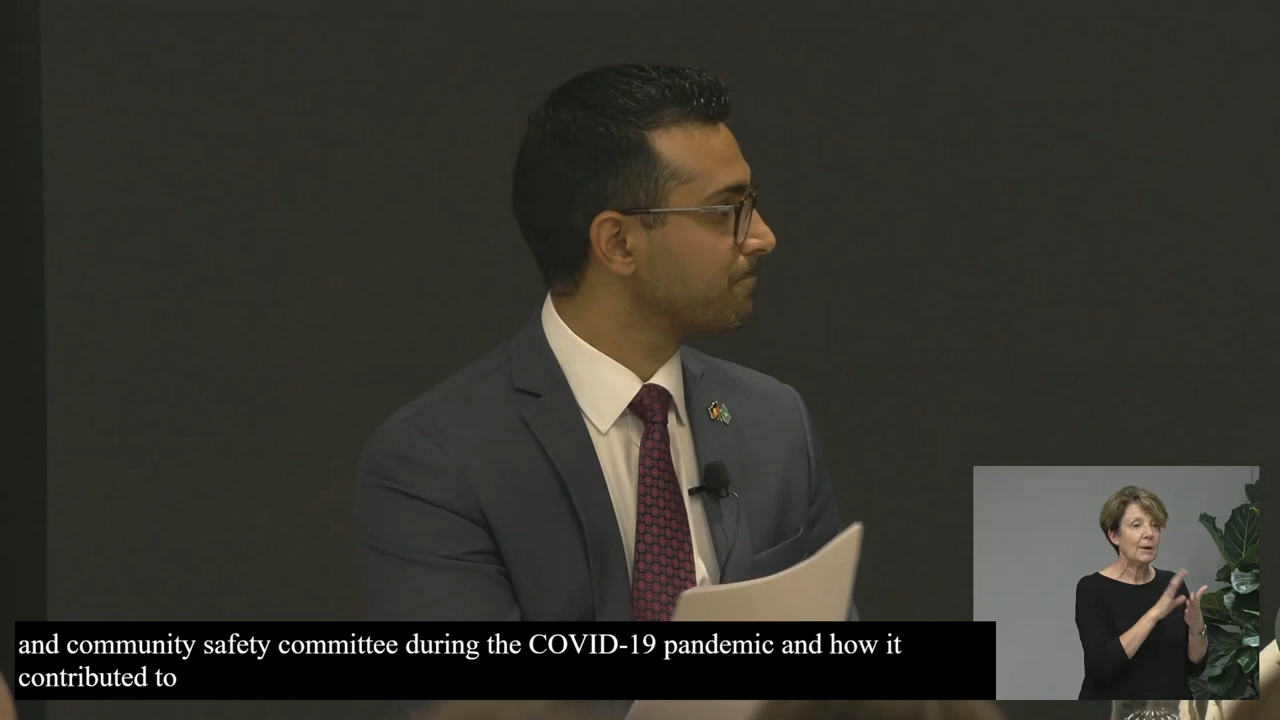 and community safety committee during the COVID-19 pandemic and how it
contributed to